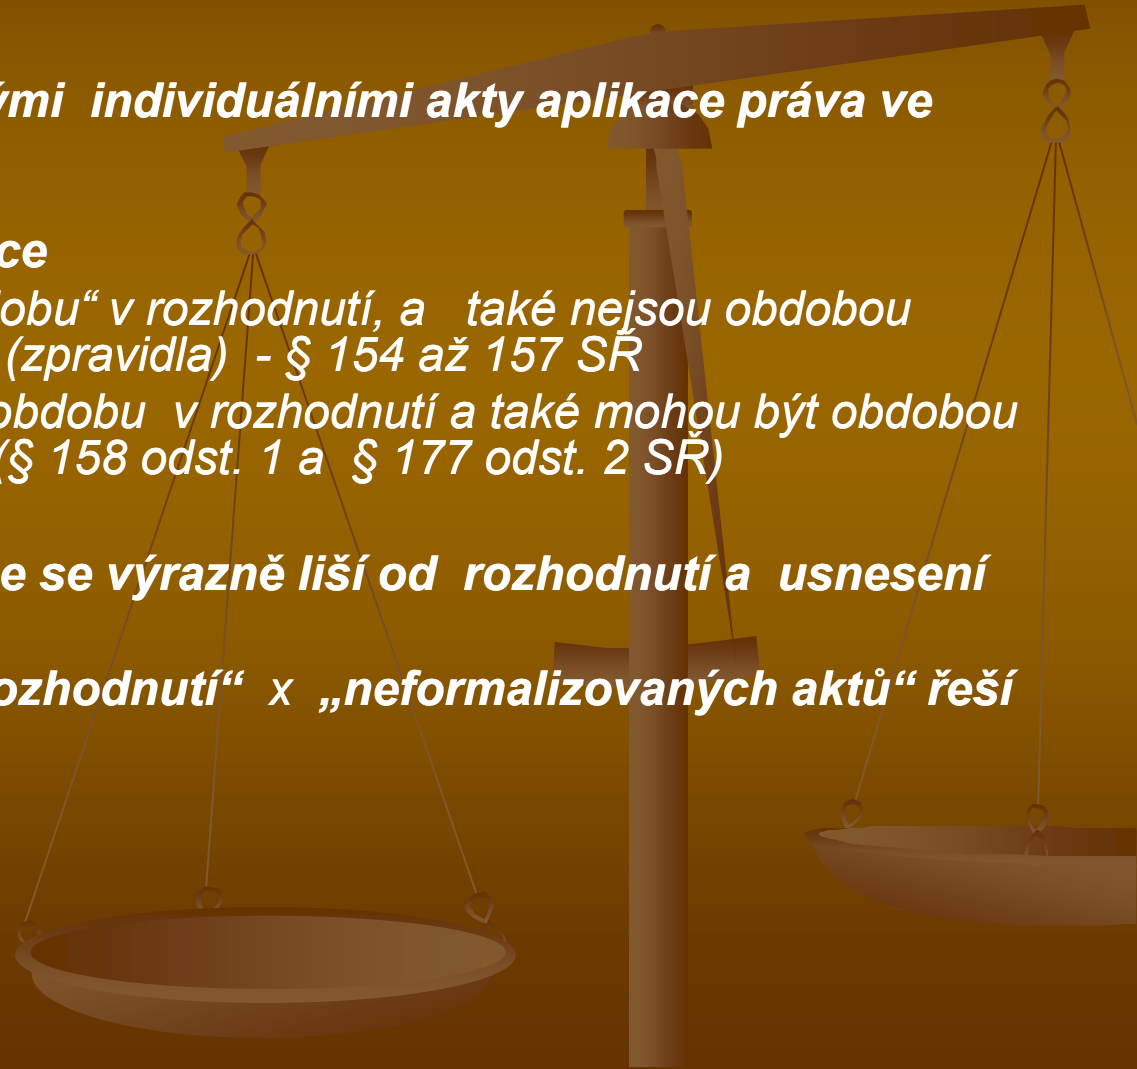 ými individuálními akty aplikace práva ve
ce
obu“ v rozhodnutí, a také nejsou obdobou
(zpravidla) - § 154 až 157 SŘ
obdobu v rozhodnutí a také mohou být obdobou
(§ 158 odst. 1 a § 177 odst. 2 SŘ)
e se výrazně liší od rozhodnutí a usnesení
ozhodnutí“ x „neformalizovaných aktů“ řeší